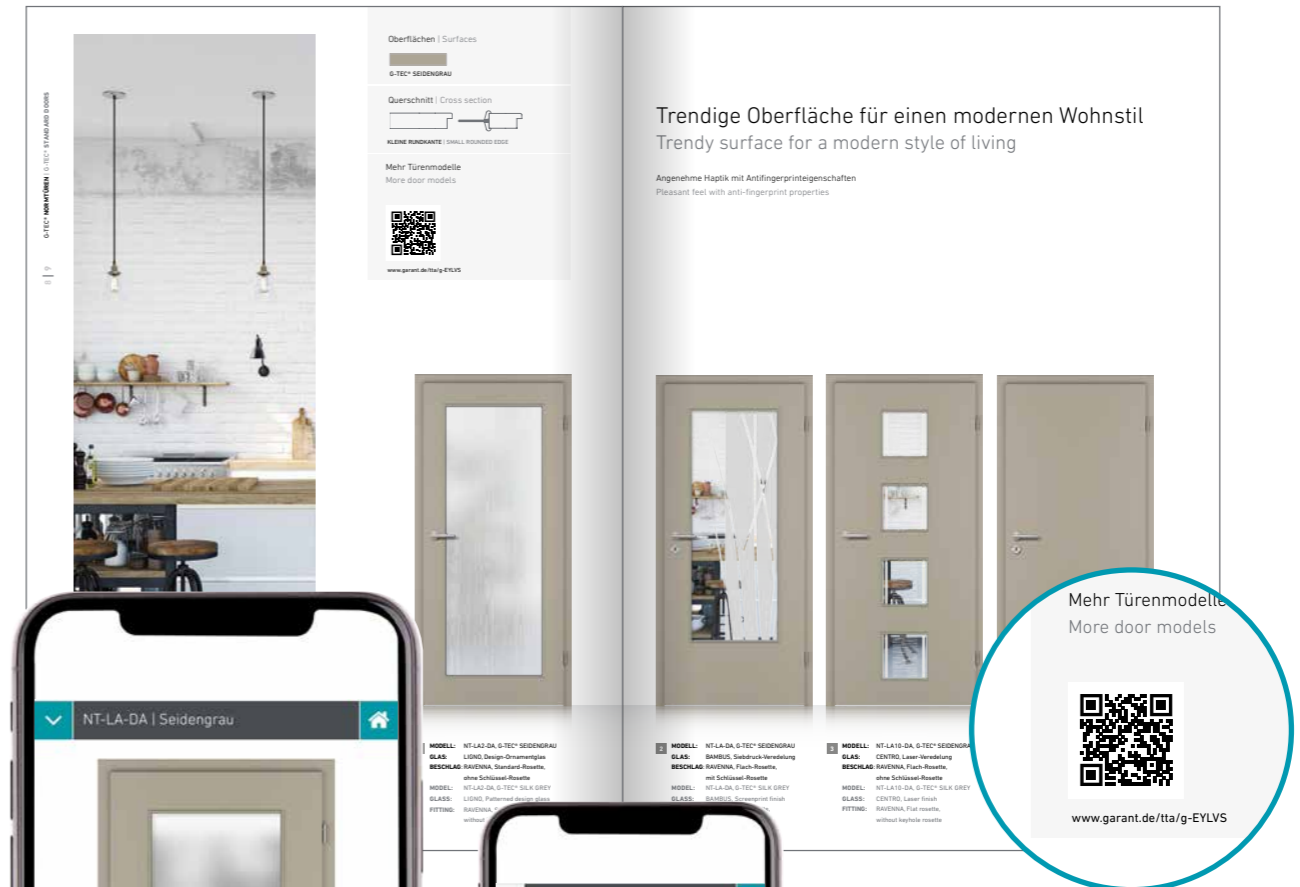 G-TEC® NORMTÜREN | G-TEC® STANDARD DOORS
8 | 9
Oberflächen | Surfaces
G-TEC® SEIDENGRAU
Querschnitt | Cross section
KLEINE RUNDKANTE | SMALL ROUNDED EDGE
Mehr Türenmodelle
More door models
www.garant.de/tta/g-EYLVS
Trendige Oberfläche für einen modernen Wohnstil
Trendy surface for a modern style of living
Angenehme Haptik mit Antifingerprinteigenschaften
Pleasant feel with anti-fingerprint properties
MODELL: NT-LA2-DA, G-TEC® SEIDENGRAU
GLAS: LIGNO, Design-Ornamentglas
BESCHLAG: RAVENNA, Standard-Rosette,
ohne Schlüssel-Rosette
MODEL: NT-LA2-DA, G-TEC® SILK GREY
GLASS: LIGNO, Patterned design glass
FITTING: RAVENNA,
without
2 MODELL: NT-LA-DA, G-TEC® SEIDENGRAU
GLAS: BAMBUS, Siebdruck-Veredelung
BESCHLAG: RAVENNA, Flach-Rosette,
mit Schlüssel-Rosette
MODEL: NT-LA-DA, G-TEC® SILK GREY
GLASS: BAMBUS, Screenprint finish
3 MODELL: NT-LA10-DA, G-TEC® SEIDENGRA
GLAS: CENTRO, Laser-Veredelung
BESCHLAG: RAVENNA, Flach-Rosette,
ohne Schlüssel-Rosette
MODEL: NT-LA10-DA, G-TEC® SILK GREY
GLASS: CENTRO, Laser finish
FITTING: RAVENNA, Flat rosette,
without keyhole rosette
Mehr Türenmodelle
More door models
www.garant.de/tta/g-EYLVS
NT-LA-DA | Seidengrau